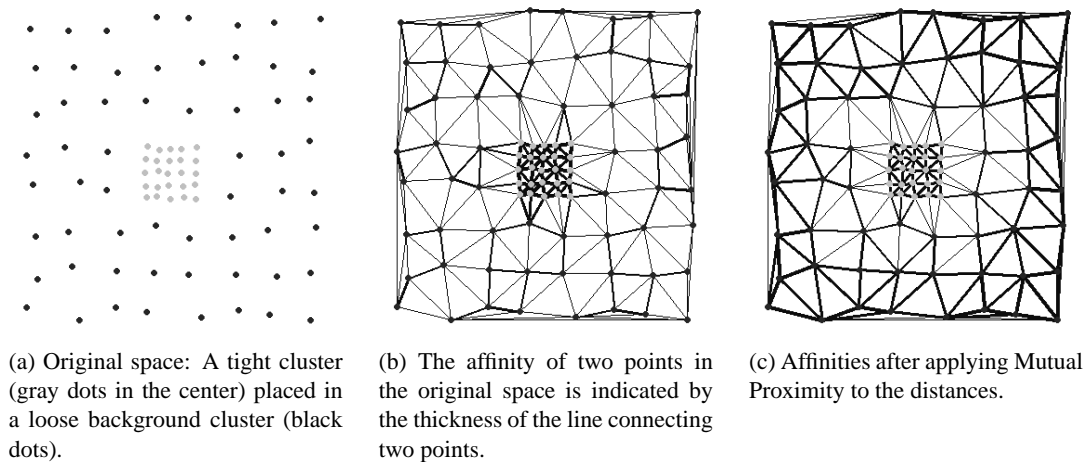 (a) Original space: A tight cluster
(gray dots in the center) placed in
a loose background cluster (black
dots).
(b) The affinity of two points in
the original space is indicated by
the thickness of the line connecting
two points.
(c) Affinities after applying Mutual
Proximity to the distances.